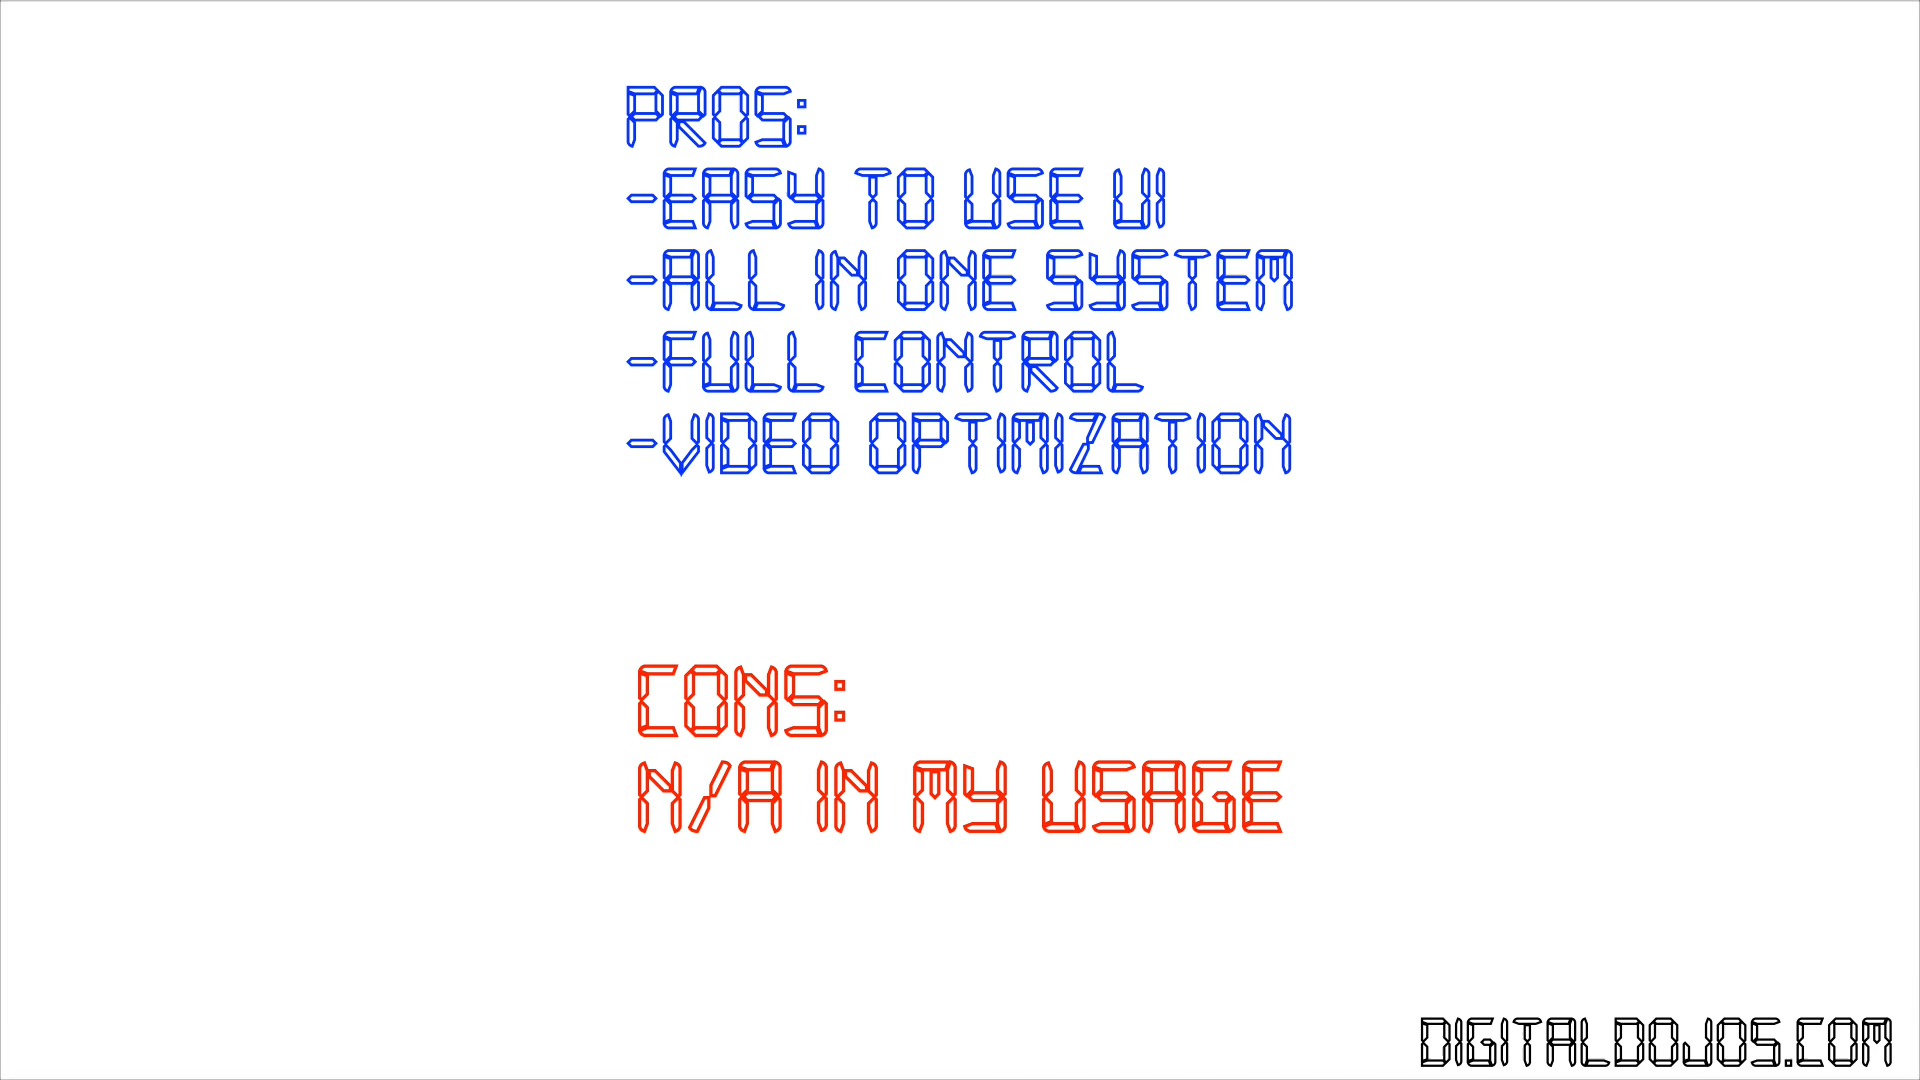 PROS:
-EASY TO USE UI
-ALL IN ONE SYSTEM
-FULL CONTROL
-VIDEO OPTIMIZATION
CONS:
N/A IN MY USAGE
DIGITALDOJOS.COM